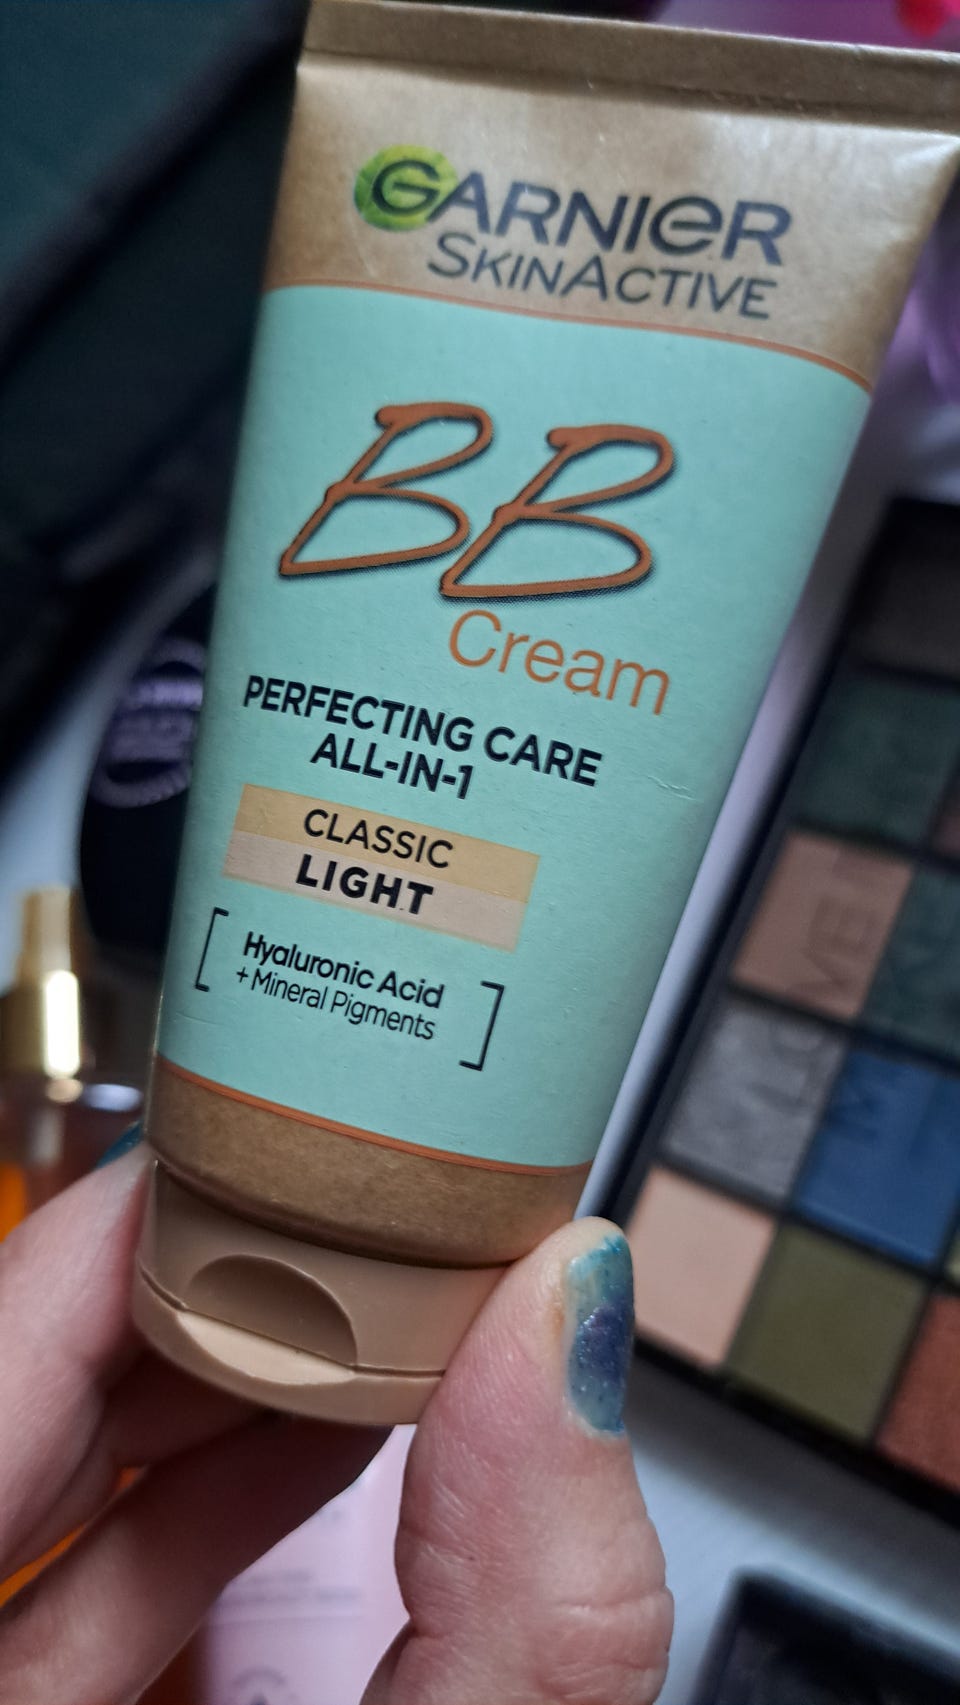 GARNIER
SKINACTIVE
BB
Cream
PERFECTING CARE
ALL-IN-1
CLASSIC
LIGHT
Hyaluronic Acid
+ Mineral Pigments